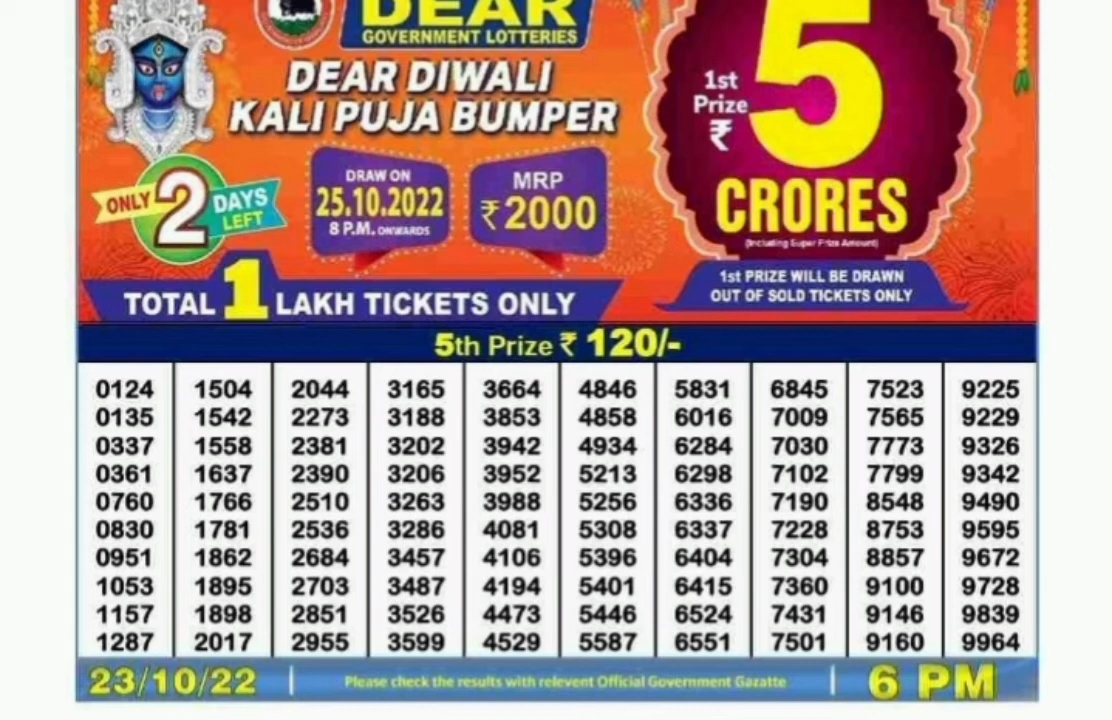 DEAR
GOVERNMENT LOTTERIES
DEAR DIWALI
KALI PUJA BUMPER
1st
Prize
₹
5
CRORES
(Including Super Prize Amount)
ONLY 2 DAYS LEFT
DRAW ON
25.10.2022
8 P.M. ONWARDS
MRP
₹2000
1st PRIZE WILL BE DRAWN
OUT OF SOLD TICKETS ONLY
TOTAL 1 LAKH TICKETS ONLY
5th Prize ₹ 120/-
0124 1504 2044 3165 3664 4846 5831 6845 7523 9225
0135 1542 2273 3188 3853 4858 6016 7009 7565 9229
0337 1558 2381 3202 3942 4934 6284 7030 7773 9326
0361 1637 2390 3206 3952 5213 6298 7102 7799 9342
0760 1766 2510 3263 3988 5256 6336 7190 8548 9490
0830 1781 2536 3286 4081 5308 6337 7228 8753 9595
0951 1862 2684 3457 4106 5396 6404 7304 8857 9672
1053 1895 2703 3487 4194 5401 6415 7360 9100 9728
1157 1898 2851 3526 4473 5446 6524 7431 9146 9839
1287 2017 2955 3599 4529 5587 6551 7501 9160 9964
23/10/22 | Please check the results with relevent Official Government Gazatte | 6 PM